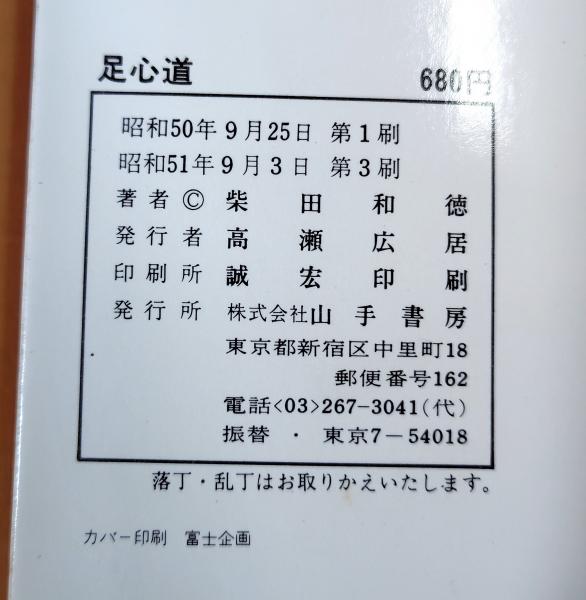 足心道 680円
昭和50年9月25日 第1刷
昭和51年9月3日 第3刷
著者© 柴田和徳
発行者 高瀬広居
印刷所 誠宏印刷
発行所 株式会社山手書房
東京都新宿区中里町18
郵便番号162
電話<03>267-3041(代)
振替・東京7-54018
落丁・乱丁はお取りかえいたします。
カバー印刷 富士企画